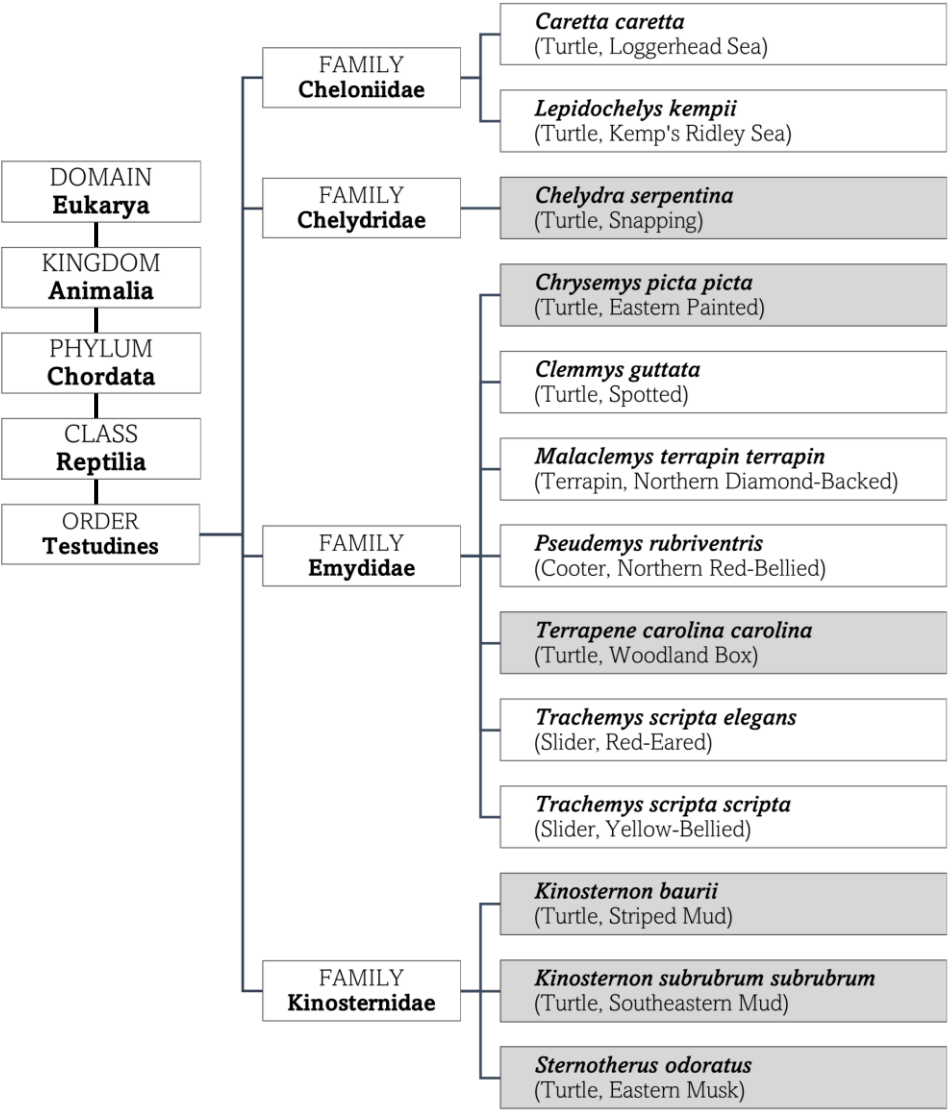 DOMAIN
Eukarya
KINGDOM
Animalia
PHYLUM
Chordata
CLASS
Reptilia
ORDER
Testudines
FAMILY
Cheloniidae
Caretta caretta
(Turtle, Loggerhead Sea)
Lepidochelys kempii
(Turtle, Kemp's Ridley Sea)
FAMILY
Chelydridae
Chelydra serpentina
(Turtle, Snapping)
FAMILY
Emydidae
Chrysemys picta picta
(Turtle, Eastern Painted)
Clemmys guttata
(Turtle, Spotted)
Malaclemys terrapin terrapin
(Terrapin, Northern Diamond-Backed)
Pseudemys rubriventris
(Cooter, Northern Red-Bellied)
Terrapene carolina carolina
(Turtle, Woodland Box)
Trachemys scripta elegans
(Slider, Red-Eared)
Trachemys scripta scripta
(Slider, Yellow-Bellied)
FAMILY
Kinosternidae
Kinosternon baurii
(Turtle, Striped Mud)
Kinosternon subrubrum subrubrum
(Turtle, Southeastern Mud)
Sternotherus odoratus
(Turtle, Eastern Musk)